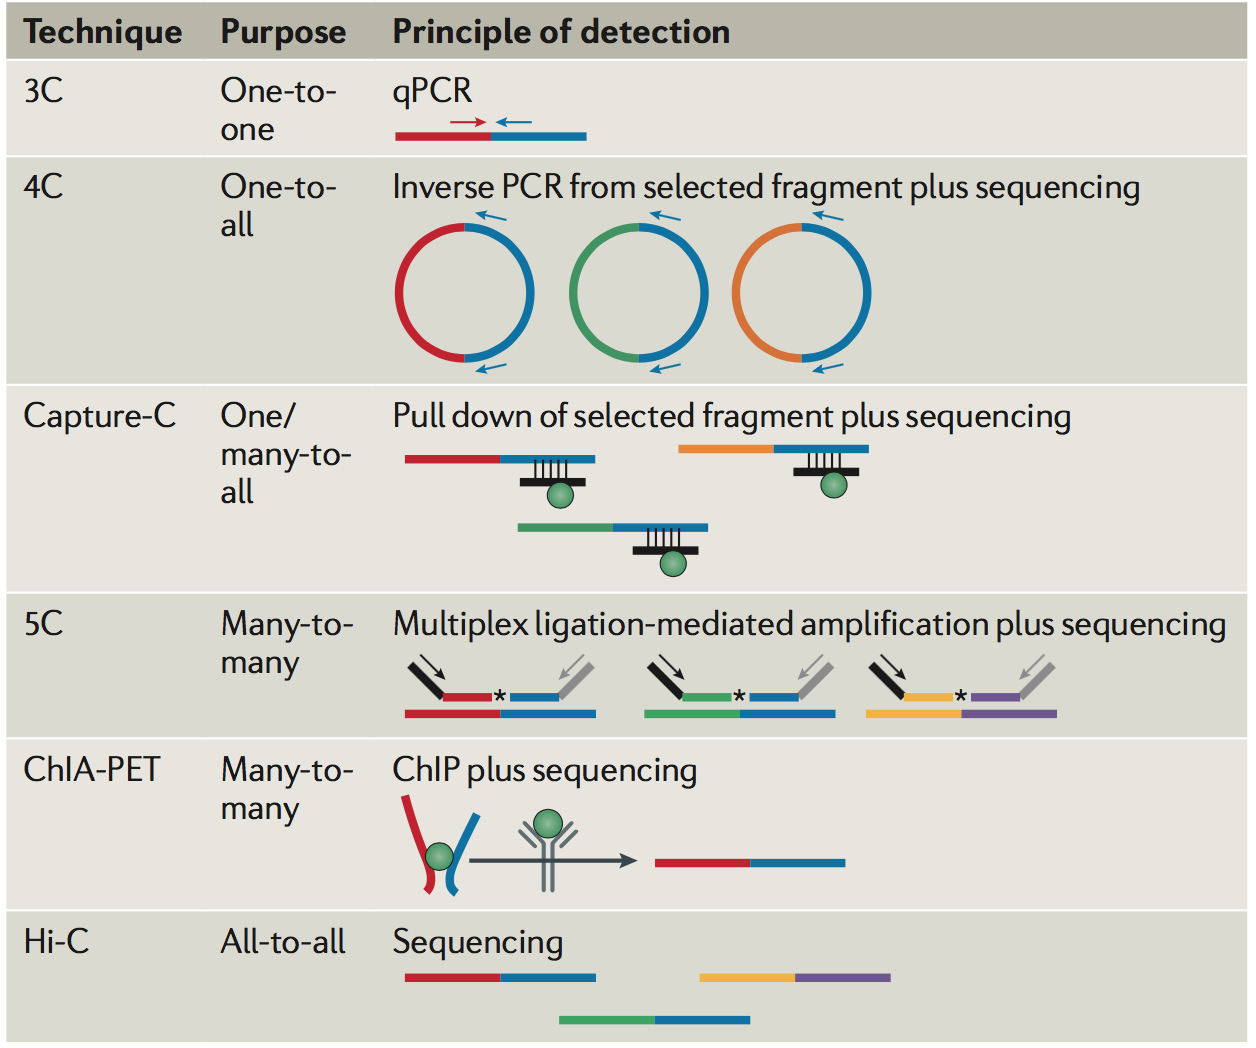 Technique Purpose Principle of detection
3C One-to- qPCR
one
4C One-to- Inverse PCR from selected fragment plus sequencing
all
Capture-C One/ Pull down of selected fragment plus sequencing
many-to-
all
5C Many-to- Multiplex ligation-mediated amplification plus sequencing
many
* * *
ChIA-PET Many-to- ChIP plus sequencing
many
Hi-C All-to-all Sequencing